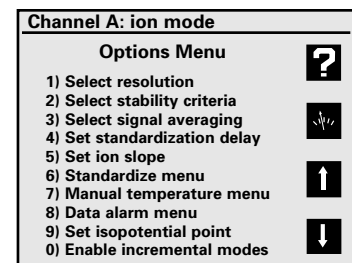 Channel A: ion mode
Options Menu
?
1) Select resolution
2) Select stability criteria
3) Select signal averaging
4) Set standardization delay
5) Set ion slope
6) Standardize menu
7) Manual temperature menu
8) Data alarm menu
9) Set isopotential point
0) Enable incremental modes